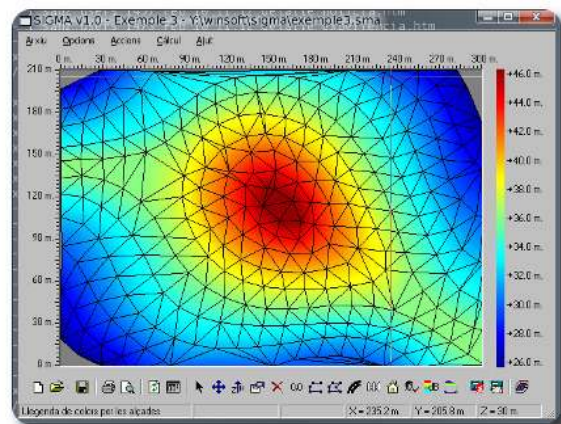 SIGMA v1.0 - Exemple 3 - Y:\winsoft\sigma\exemple3.sma
Arxiu Opcions Accions Càlcul Ajut
0 m. 30 m. 60 m. 90 m. 120 m. 150 m. 180 m. 210 m. 240 m. 270 m. 300 m.
210 m.
180 m.
150 m.
120 m.
90 m.
60 m.
30 m.
0 m.
+46.0 m.
+44.0 m.
+42.0 m.
+40.0 m.
+38.0 m.
+36.0 m.
+34.0 m.
+32.0 m.
+30.0 m.
+28.0 m.
+26.0 m.
Llegenda de colors per les alçades X = 235.2 m. Y = 205.8 m. Z = 30 m.